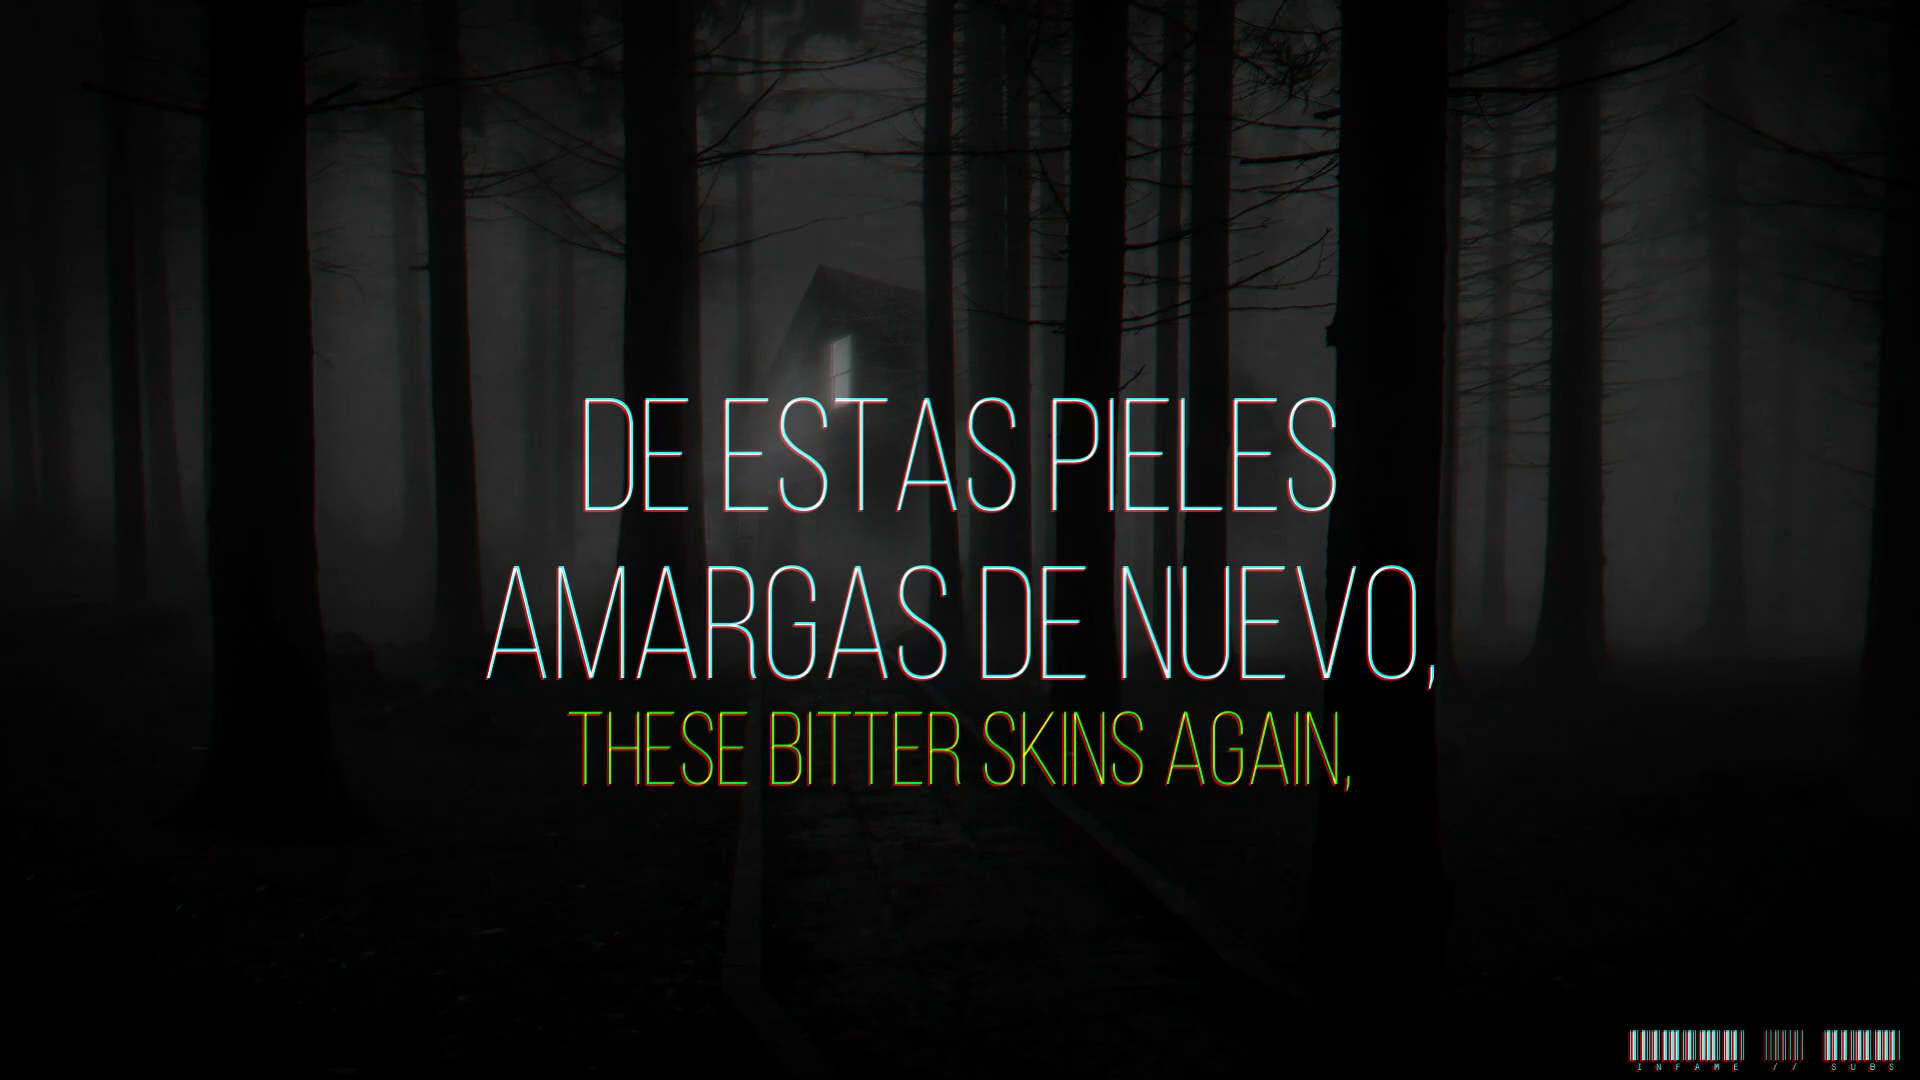 DE ESTAS PIELES
AMARGAS DE NUEVO,
THESE BITTER SKINS AGAIN,
INFAME // SUBS